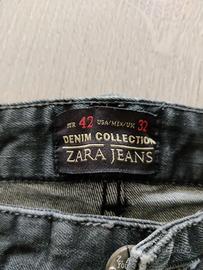 EUR 42 USA/MEX/UK 32
DENIM COLLECTION
ZARA JEANS